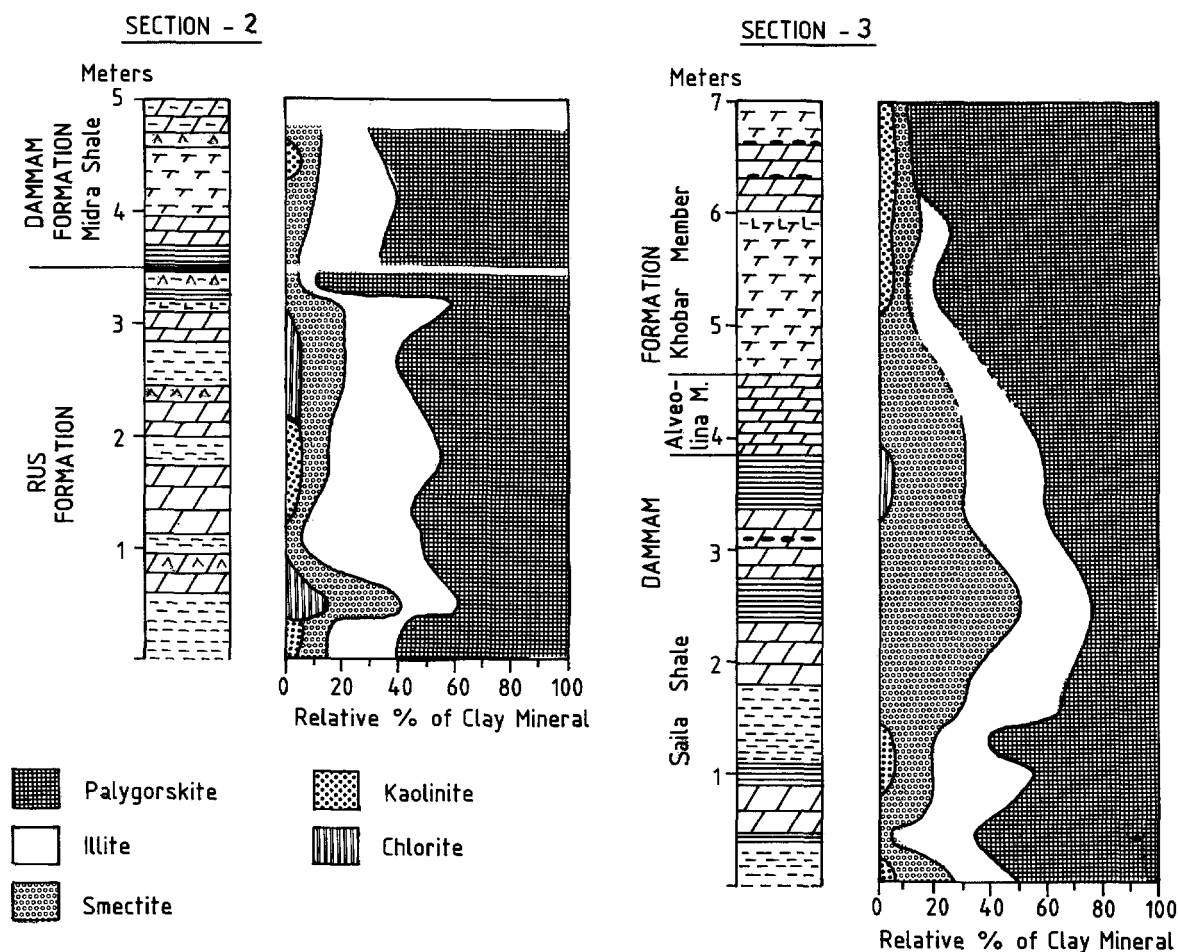 SECTION - 2
Meters
5
4
3
2
1
DAMMAM
FORMATION
Midra Shale
RUS
FORMATION
0 20 40 60 80 100
Relative % of Clay Mineral
SECTION - 3
Meters
7
6
5
4
3
2
1
FORMATION
Khobar Member
Alveo-
lina M.
DAMMAM
Saila Shale
0 20 40 60 80 100
Relative % of Clay Mineral
Palygorskite
Illite
Smectite
Kaolinite
Chlorite